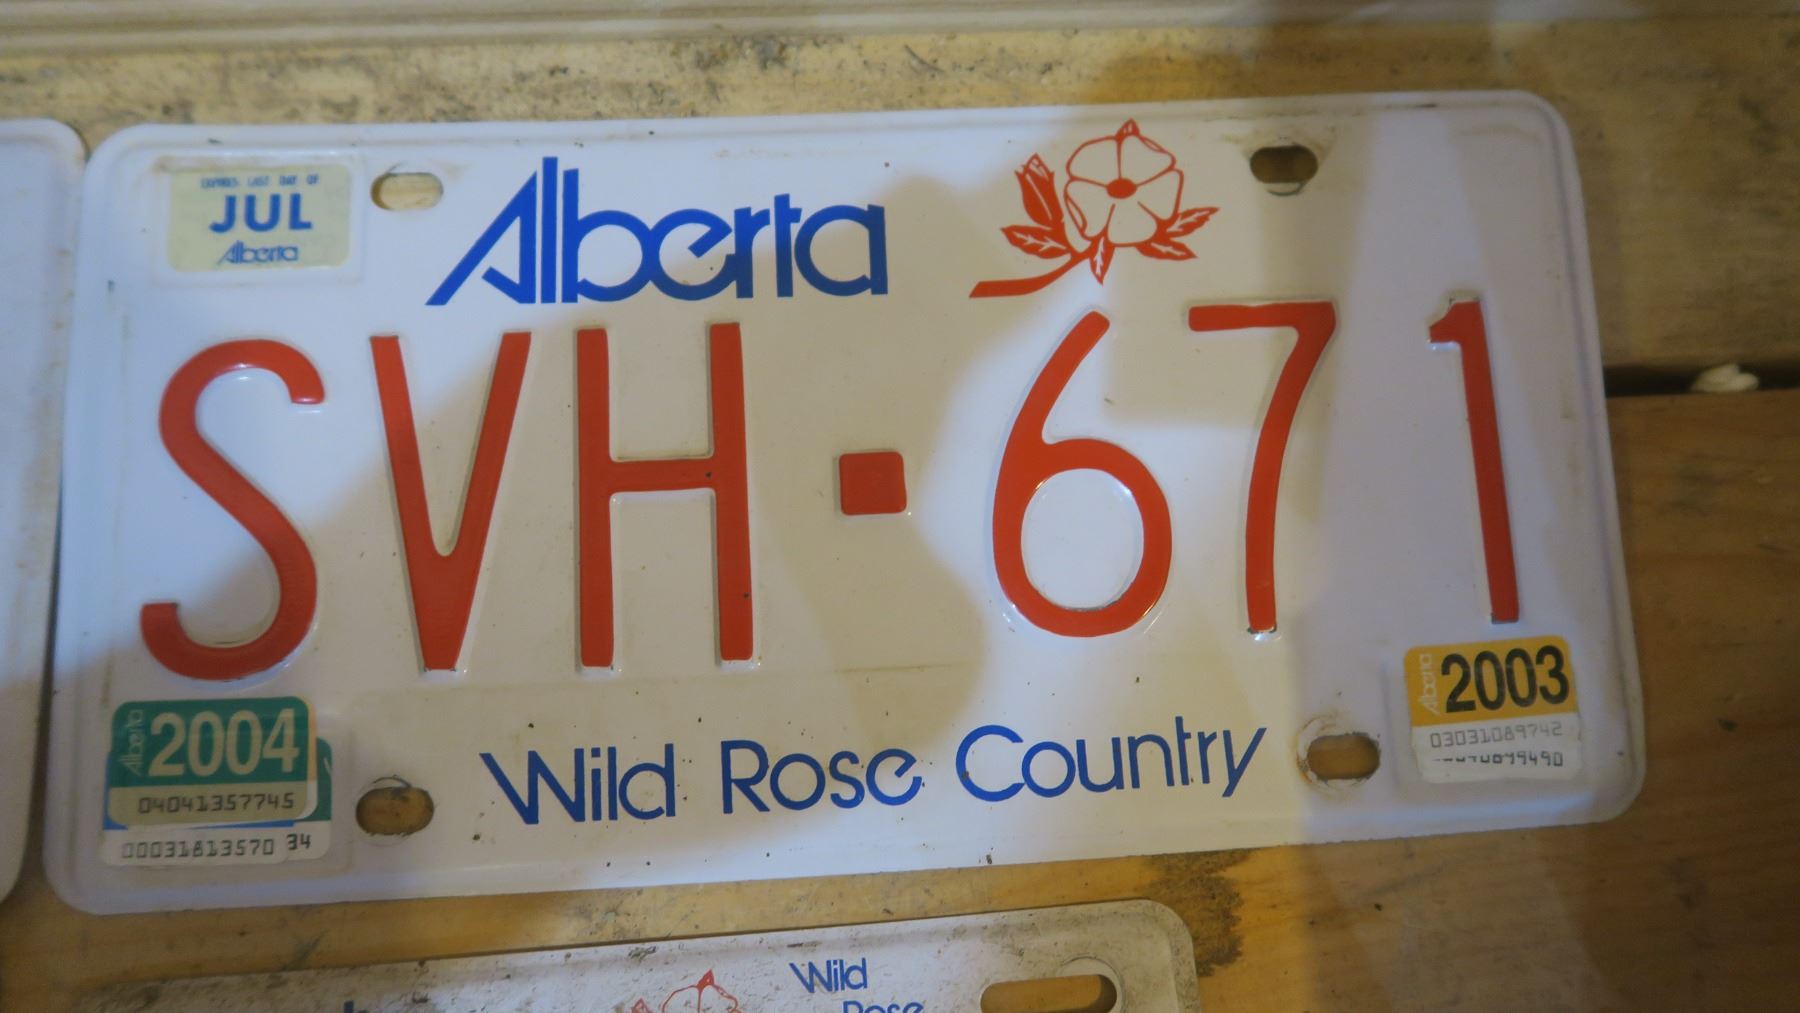 EXPIRES LAST DAY OF
JUL
Alberta
Alberta
SVH·671
Alberta
2004
04041357745
00031813570 34
Wild Rose Country
Alberta
2003
03031089742
49490
Wild
Rose